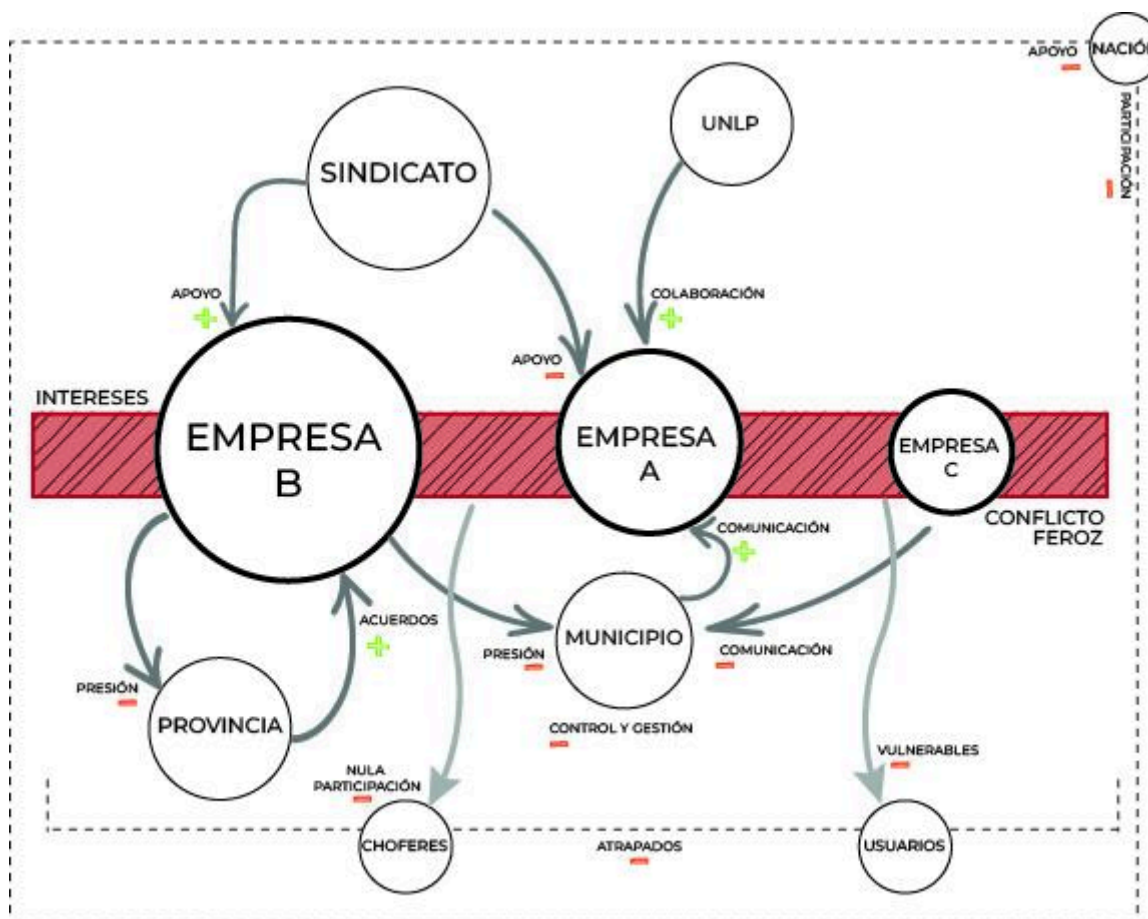 NACIÓN
APOYO
PARTICIPACIÓN
UNLP
SINDICATO
APOYO
COLABORACIÓN
APOYO
INTERESES
EMPRESA
B
EMPRESA
A
EMPRESA
C
CONFLICTO
FEROZ
COMUNICACIÓN
ACUERDOS
MUNICIPIO
PRESIÓN
COMUNICACIÓN
PRESIÓN
PROVINCIA
CONTROL Y GESTIÓN
NULA
PARTICIPACIÓN
VULNERABLES
CHOFERES
ATRAPADOS
USUARIOS